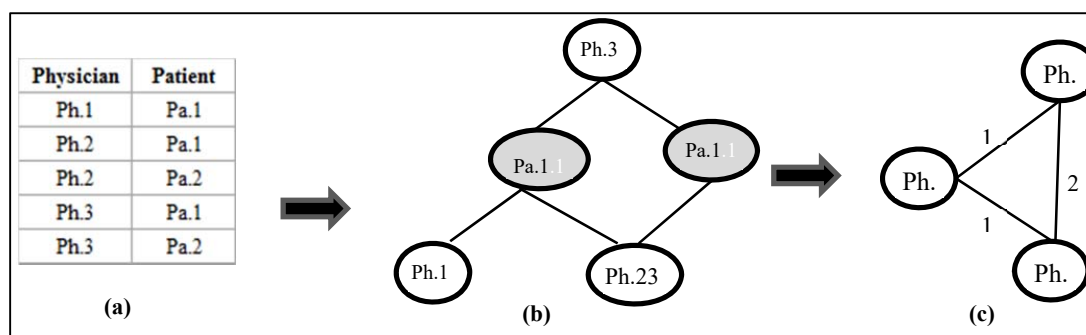 Physician Patient
Ph.1 Pa.1
Ph.2 Pa.1
Ph.2 Pa.2
Ph.3 Pa.1
Ph.3 Pa.2
(a)
Ph.3
Pa.1.1
Pa.1.1
Ph.1
Ph.23
(b)
Ph.
1
Ph.
2
1
Ph.
(c)